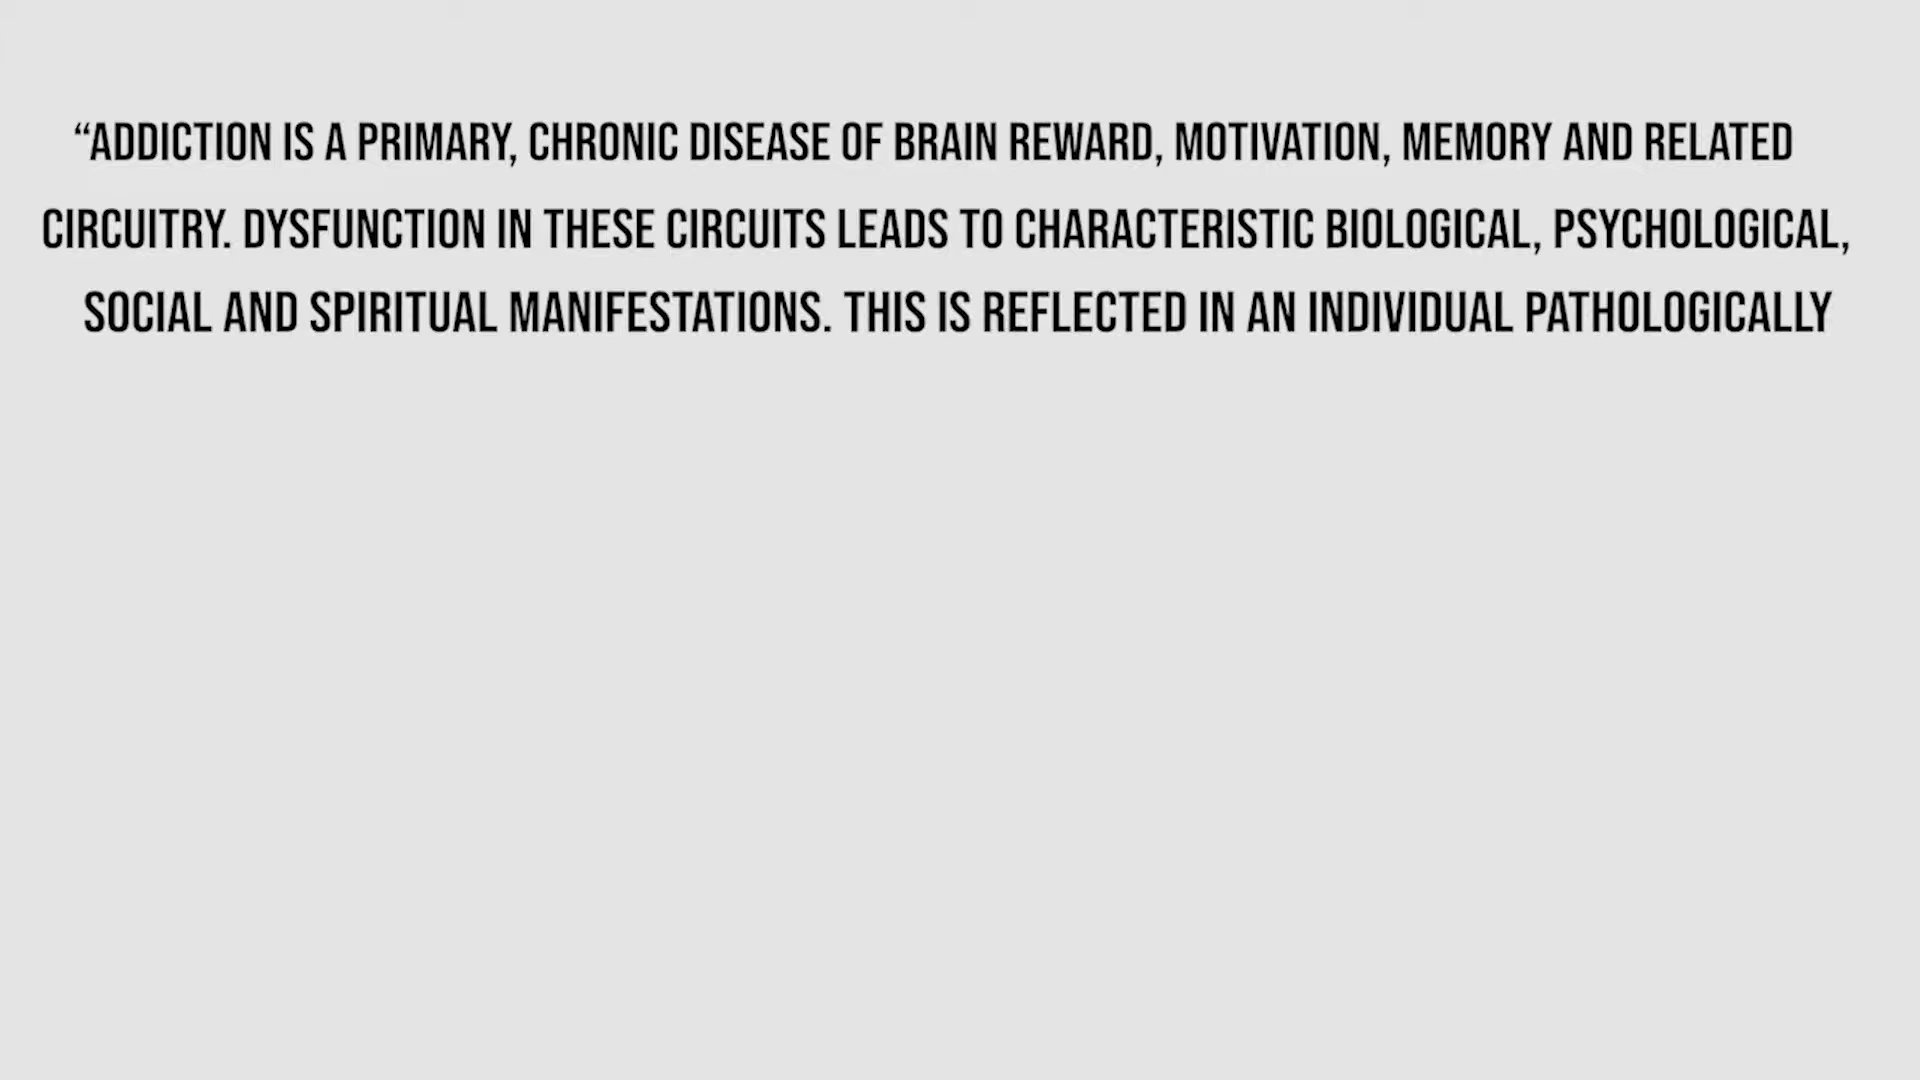 “ADDICTION IS A PRIMARY, CHRONIC DISEASE OF BRAIN REWARD, MOTIVATION, MEMORY AND RELATED
CIRCUITRY. DYSFUNCTION IN THESE CIRCUITS LEADS TO CHARACTERISTIC BIOLOGICAL, PSYCHOLOGICAL,
SOCIAL AND SPIRITUAL MANIFESTATIONS. THIS IS REFLECTED IN AN INDIVIDUAL PATHOLOGICALLY